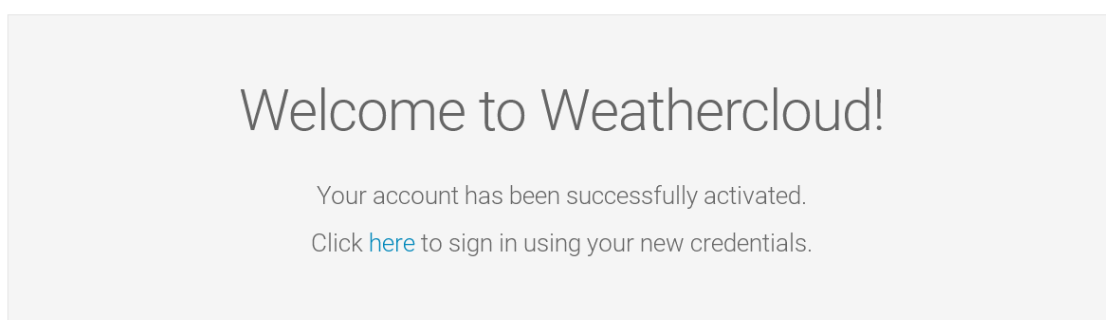 Welcome to Weathercloud!
Your account has been successfully activated.
Click here to sign in using your new credentials.